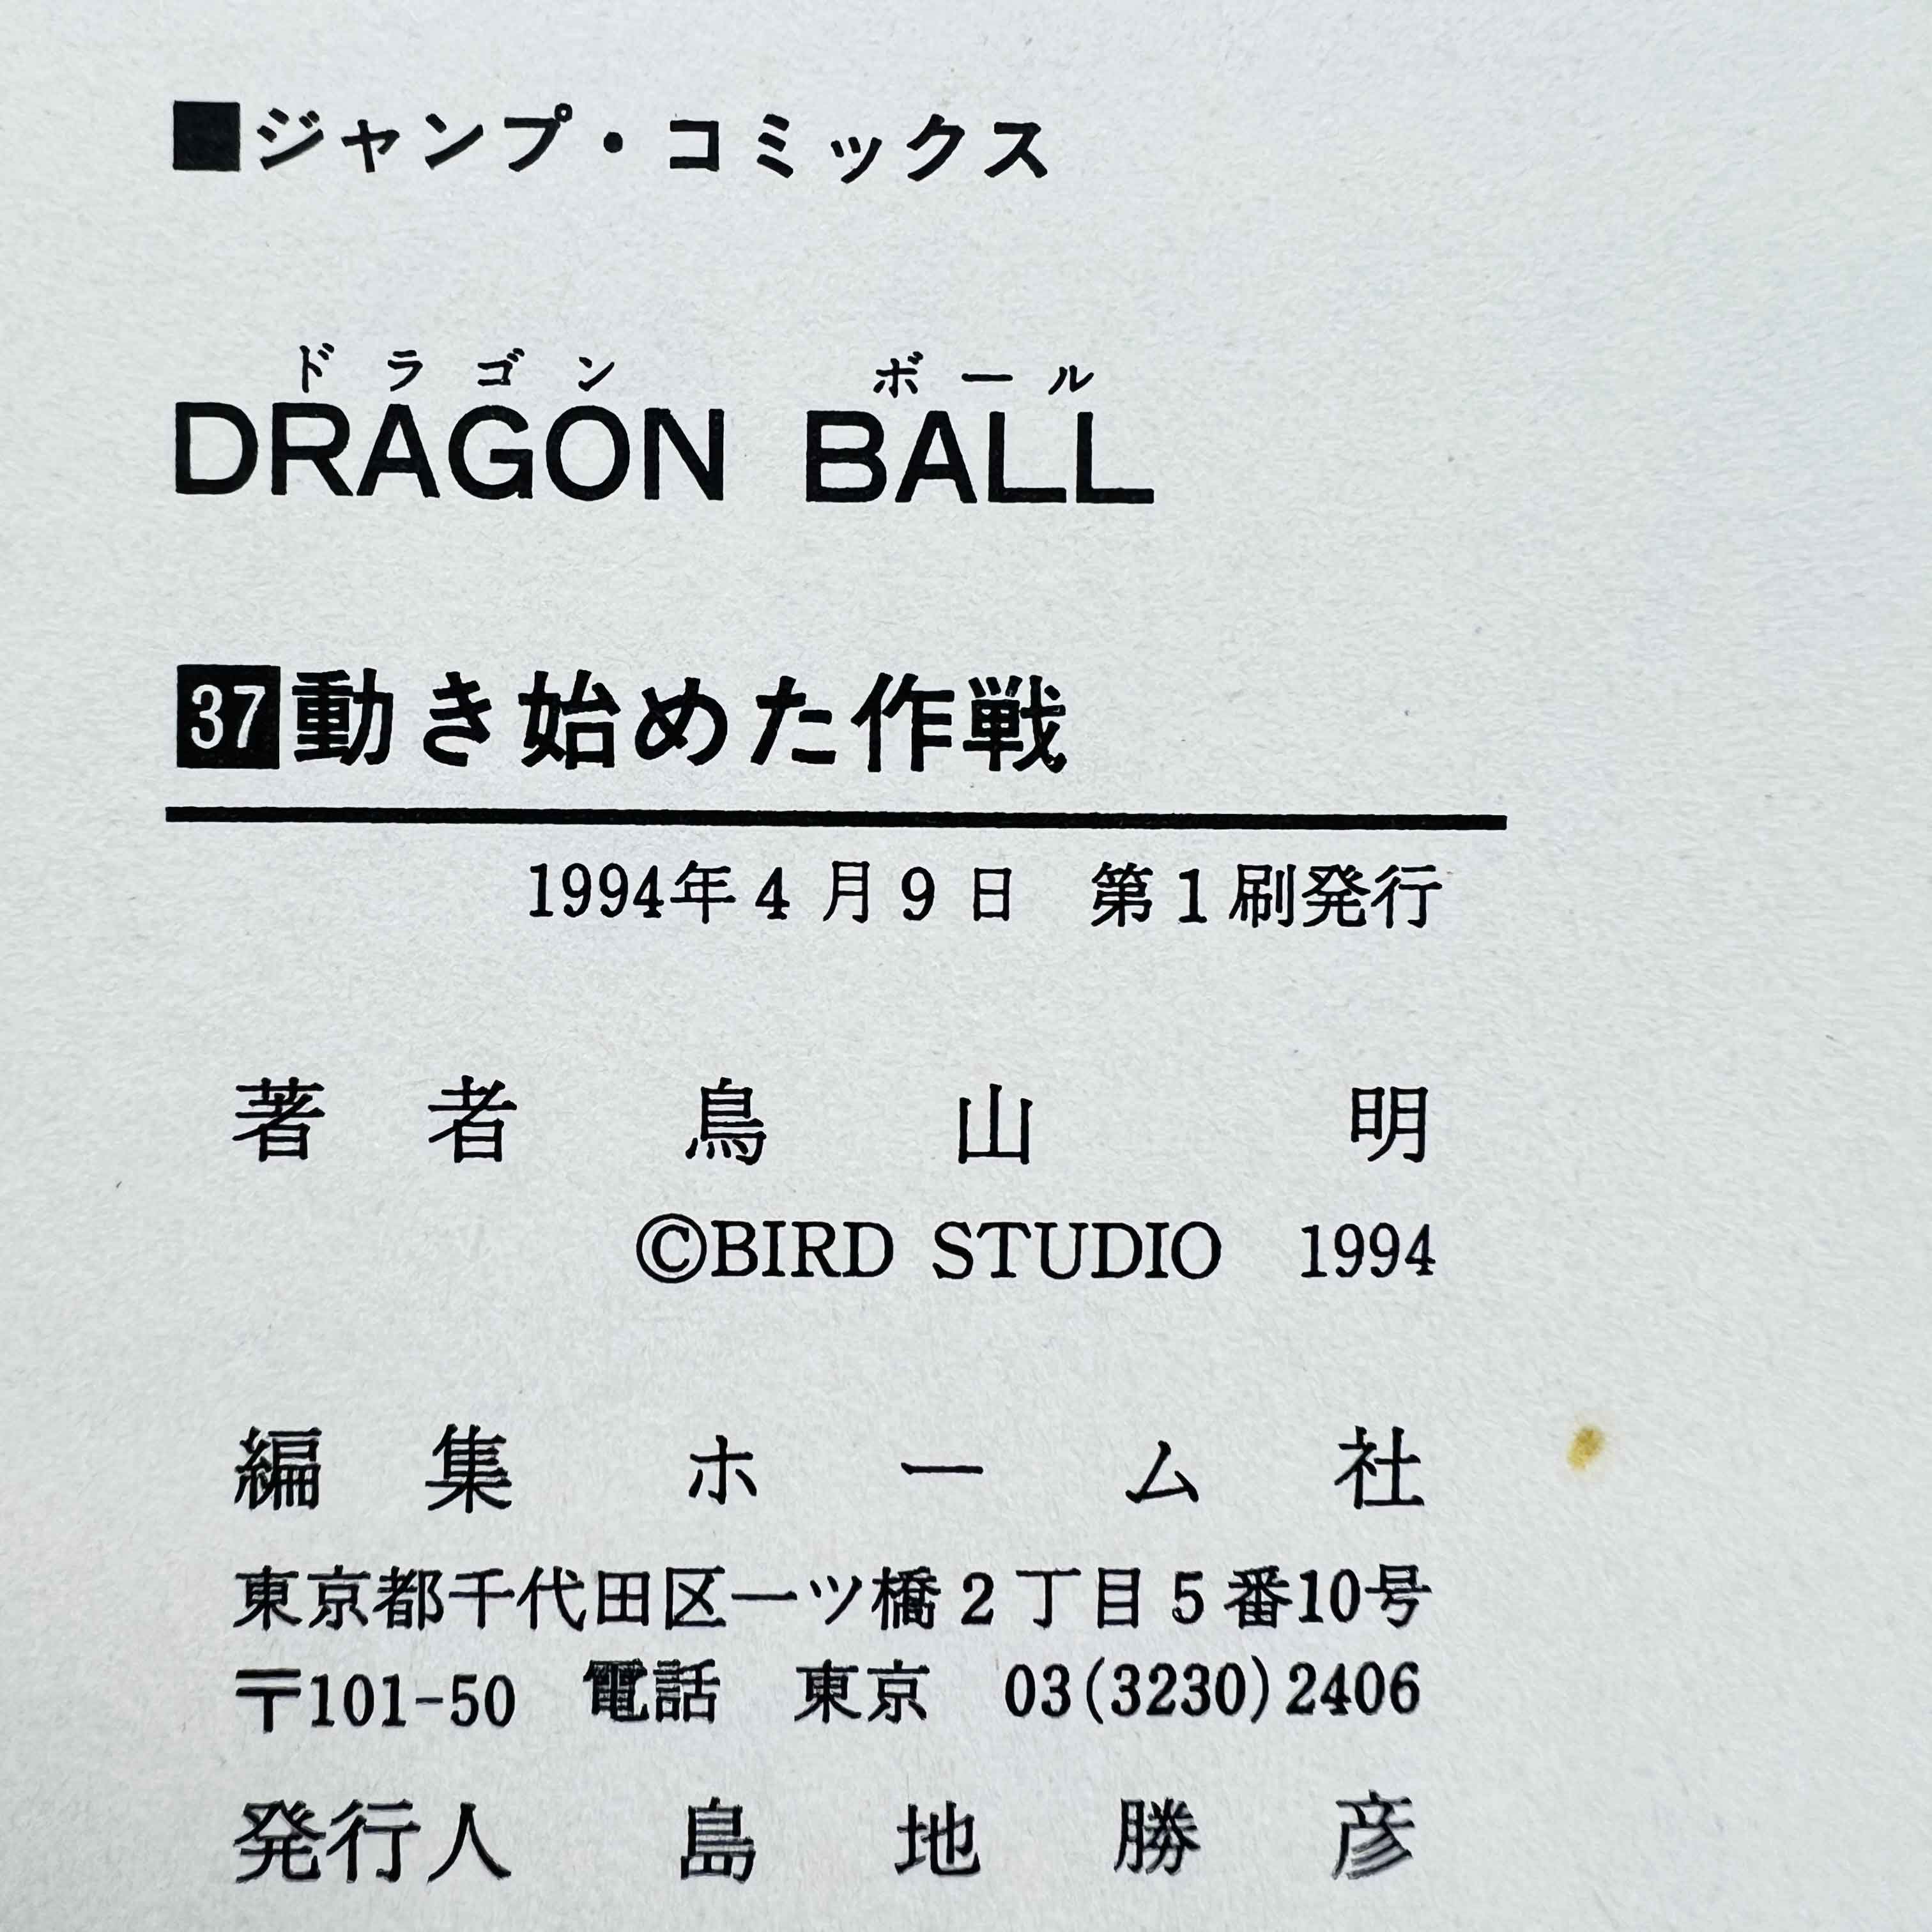 ■ジャンプ・コミックス
ドラゴン ボール
DRAGON BALL
37動き始めた作戦
1994年4月9日 第1刷発行
著者 鳥山明
©BIRD STUDIO 1994
編集 ホーム社
東京都千代田区一ツ橋2丁目5番10号
〒101-50 電話 東京 03(3230)2406
発行人 島地勝彦